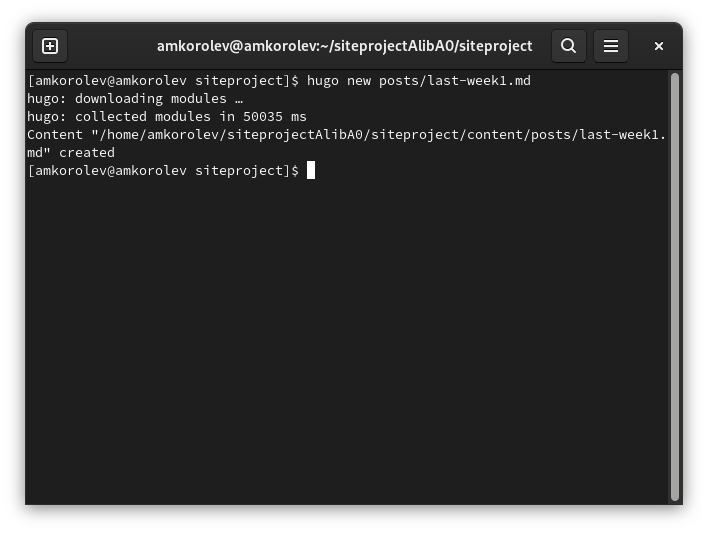 amkorolev@amkorolev:~/siteprojectAlibA0/siteproject
[amkorolev@amkorolev siteproject]$ hugo new posts/last-week1.md
hugo: downloading modules …
hugo: collected modules in 50035 ms
Content "/home/amkorolev/siteprojectAlibA0/siteproject/content/posts/last-week1.
md" created
[amkorolev@amkorolev siteproject]$